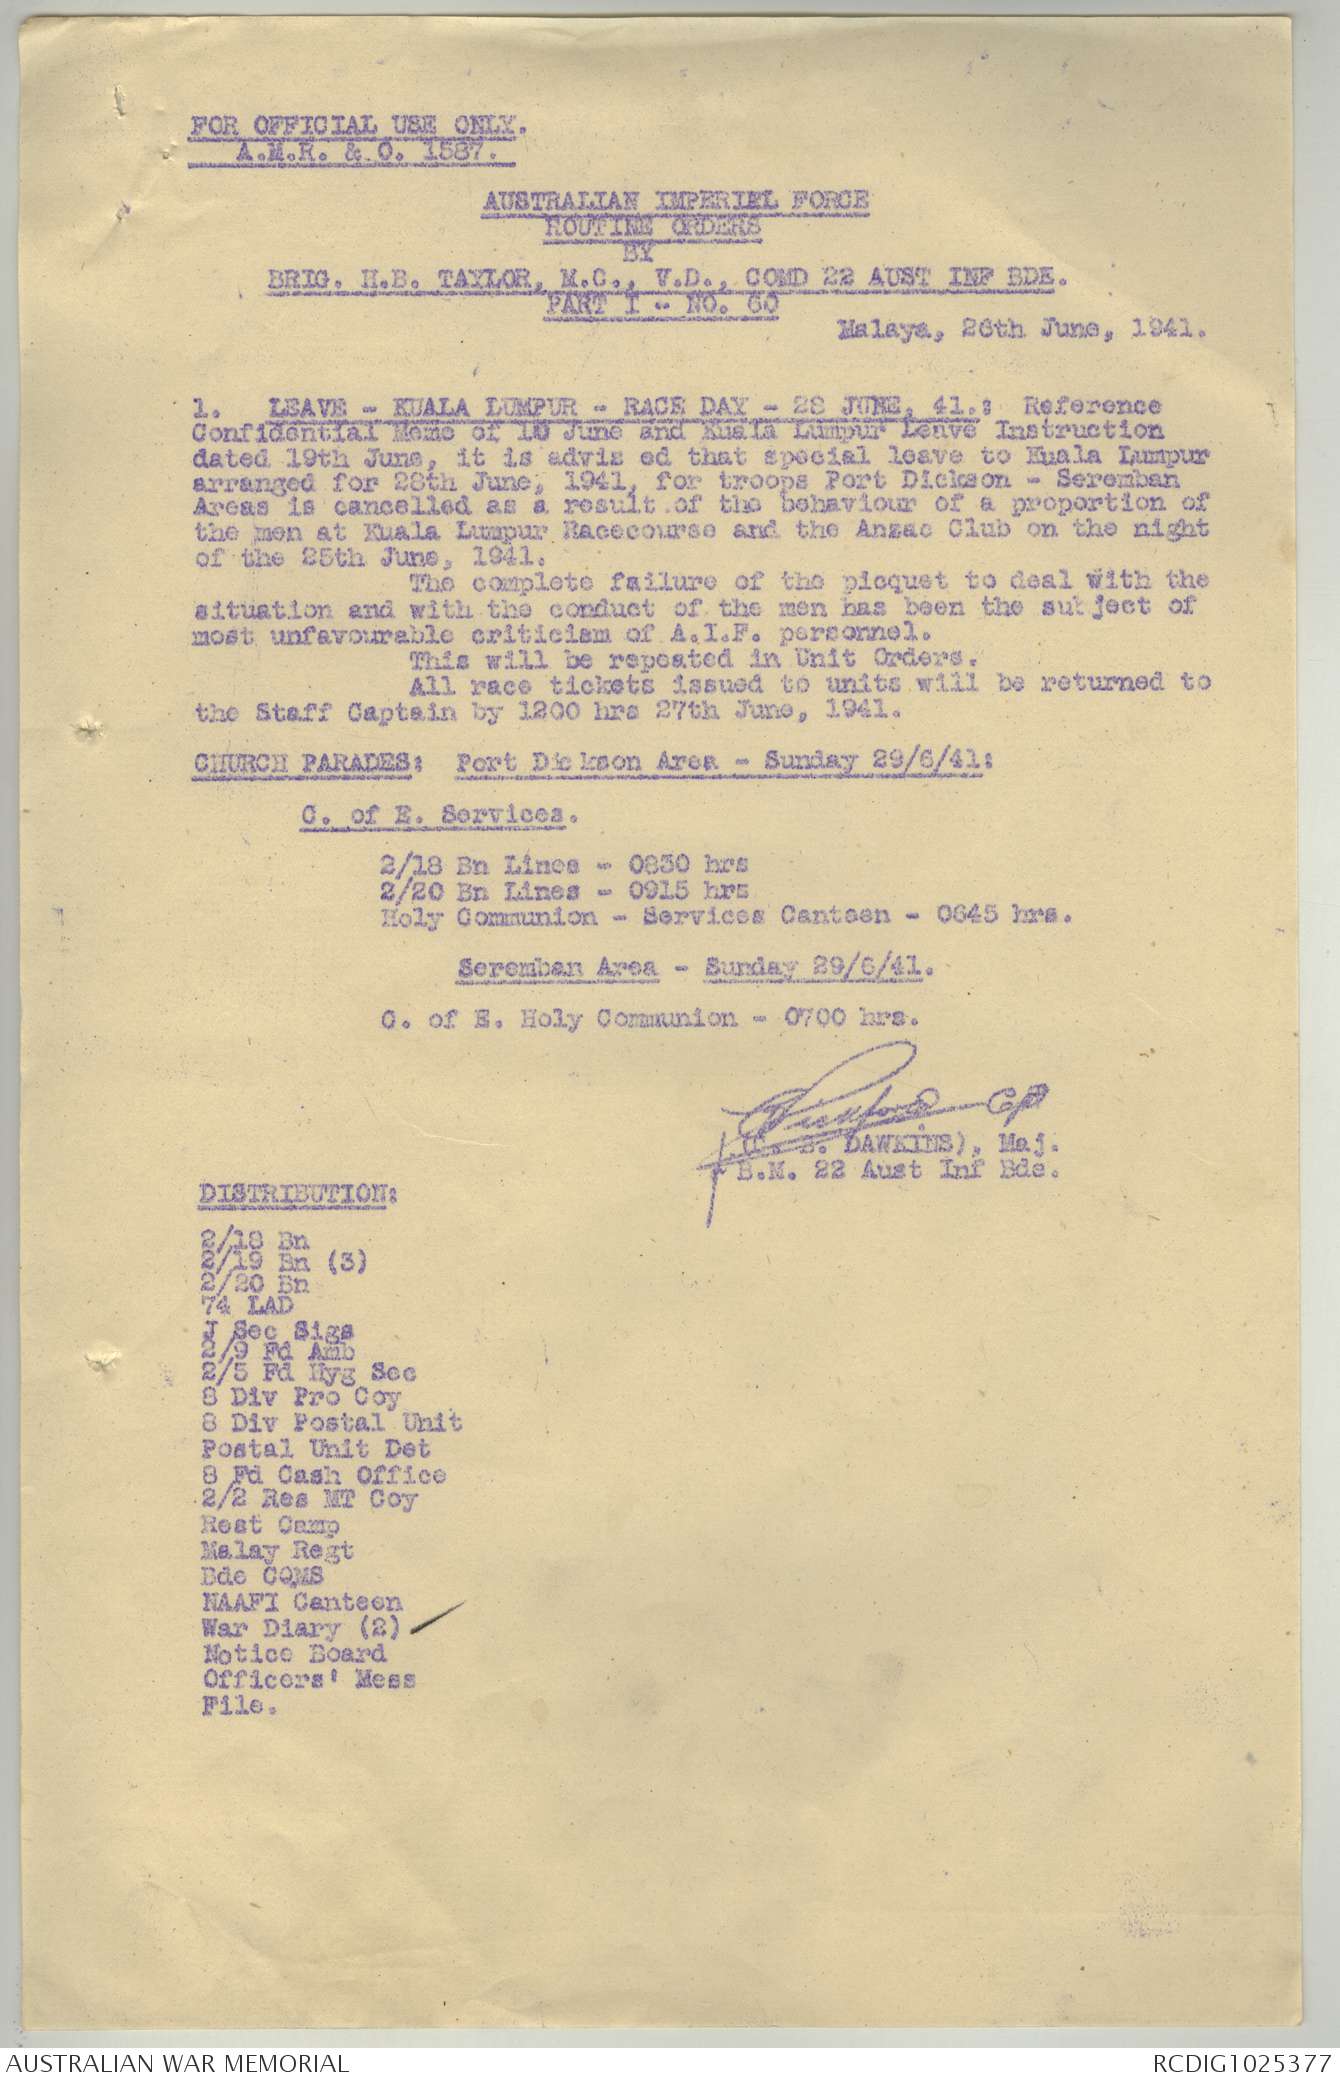 FOR OFFICIAL USE ONLY.
A.M.R. & O. 1587.
AUSTRALIAN IMPERIEL FORCE
ROUTINE ORDERS
BY
BRIG. H.B. TAYLOR, M.C., V.D., COMD 22 AUST INF BDE.
PART I - NO. 60
Malaya, 26th June, 1941.
1. LEAVE - KUALA LUMPUR - RACE DAY - 28 JUNE, 41.: Reference
Confidential Memo of June and Kuala Lumpur Leave Instruction
dated 19th June, it is advis ed that special leave to Kuala Lumpur
arranged for 28th June, 1941, for troops Port Dickson - Seremban
Areas is cancelled as a result of the behaviour of a proportion of
the men at Kuala Lumpur Racecourse and the Anzac Club on the night
of the 25th June, 1941.
The complete failure of the picquet to deal with the
situation and with the conduct of the men has been the subject of
most unfavourable criticism of A.I.F. personnel.
This will be repeated in Unit Orders.
All race tickets issued to units will be returned to
the Staff Captain by 1200 hrs 27th June, 1941.
CHURCH PARADES: Port Dickson Area - Sunday 29/6/41:
C. of E. Services.
2/18 Bn Lines - 0830 hrs
2/20 Bn Lines - 0915 hrs
Holy Communion - Services Canteen - 0645 hrs.
Seremban Area - Sunday 29/6/41.
C. of E. Holy Communion - 0700 hrs.
DAWKINS), Maj.
B.M. 22 Aust Inf Bde.
DISTRIBUTION:
2/18 Bn
2/19 Bn (3)
2/20 Bn
74 LAD
J Sec Sigs
2/9 Fd Amb
2/5 Fd Hyg Sec
8 Div Pro Coy
8 Div Postal Unit
Postal Unit Det
8 Fd Cash Office
2/2 Res MT Coy
Rest Camp
Malay Regt
Bde CQMS
NAAFI Canteen
War Diary (2)
Notice Board
Officers' Mess
File.
AUSTRALIAN WAR MEMORIAL
RCDIG1025377